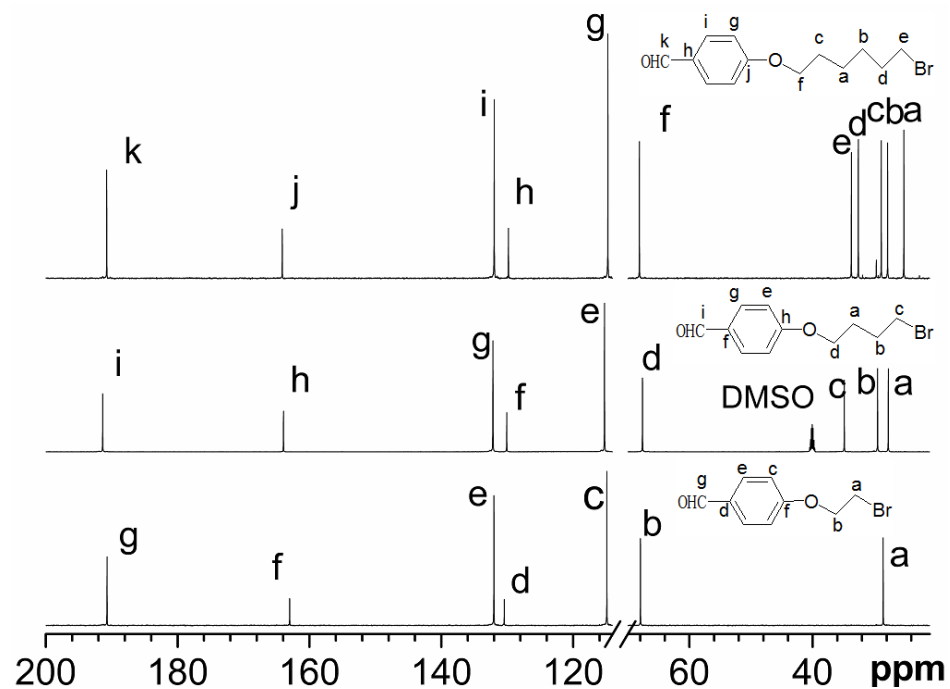 i g
k h j
OHC O Br
c b e
f a d
g
i
k
j
h
f
e d c b a
g e
i f h
OHC O Br
a c
d b
e
g
i
h
f
d
DMSO
c b a
e c
g d f
OHC O Br
a
b
c
e
g
f
d
b
a
200 180 160 140 120 60 40 ppm